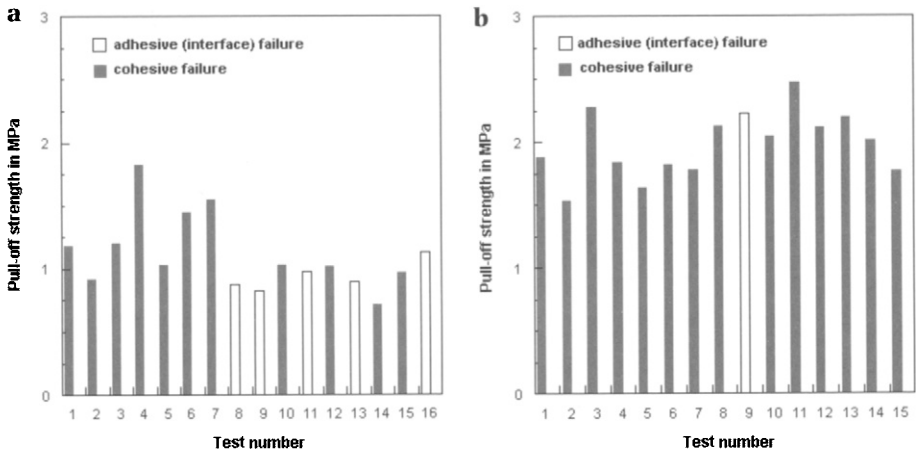 a
3
2
1
0
Pull-off strength in MPa
adhesive (interface) failure
cohesive failure
1 2 3 4 5 6 7 8 9 10 11 12 13 14 15 16
Test number
b
3
2
1
0
Pull-off strength in MPa
adhesive (interface) failure
cohesive failure
1 2 3 4 5 6 7 8 9 10 11 12 13 14 15
Test number